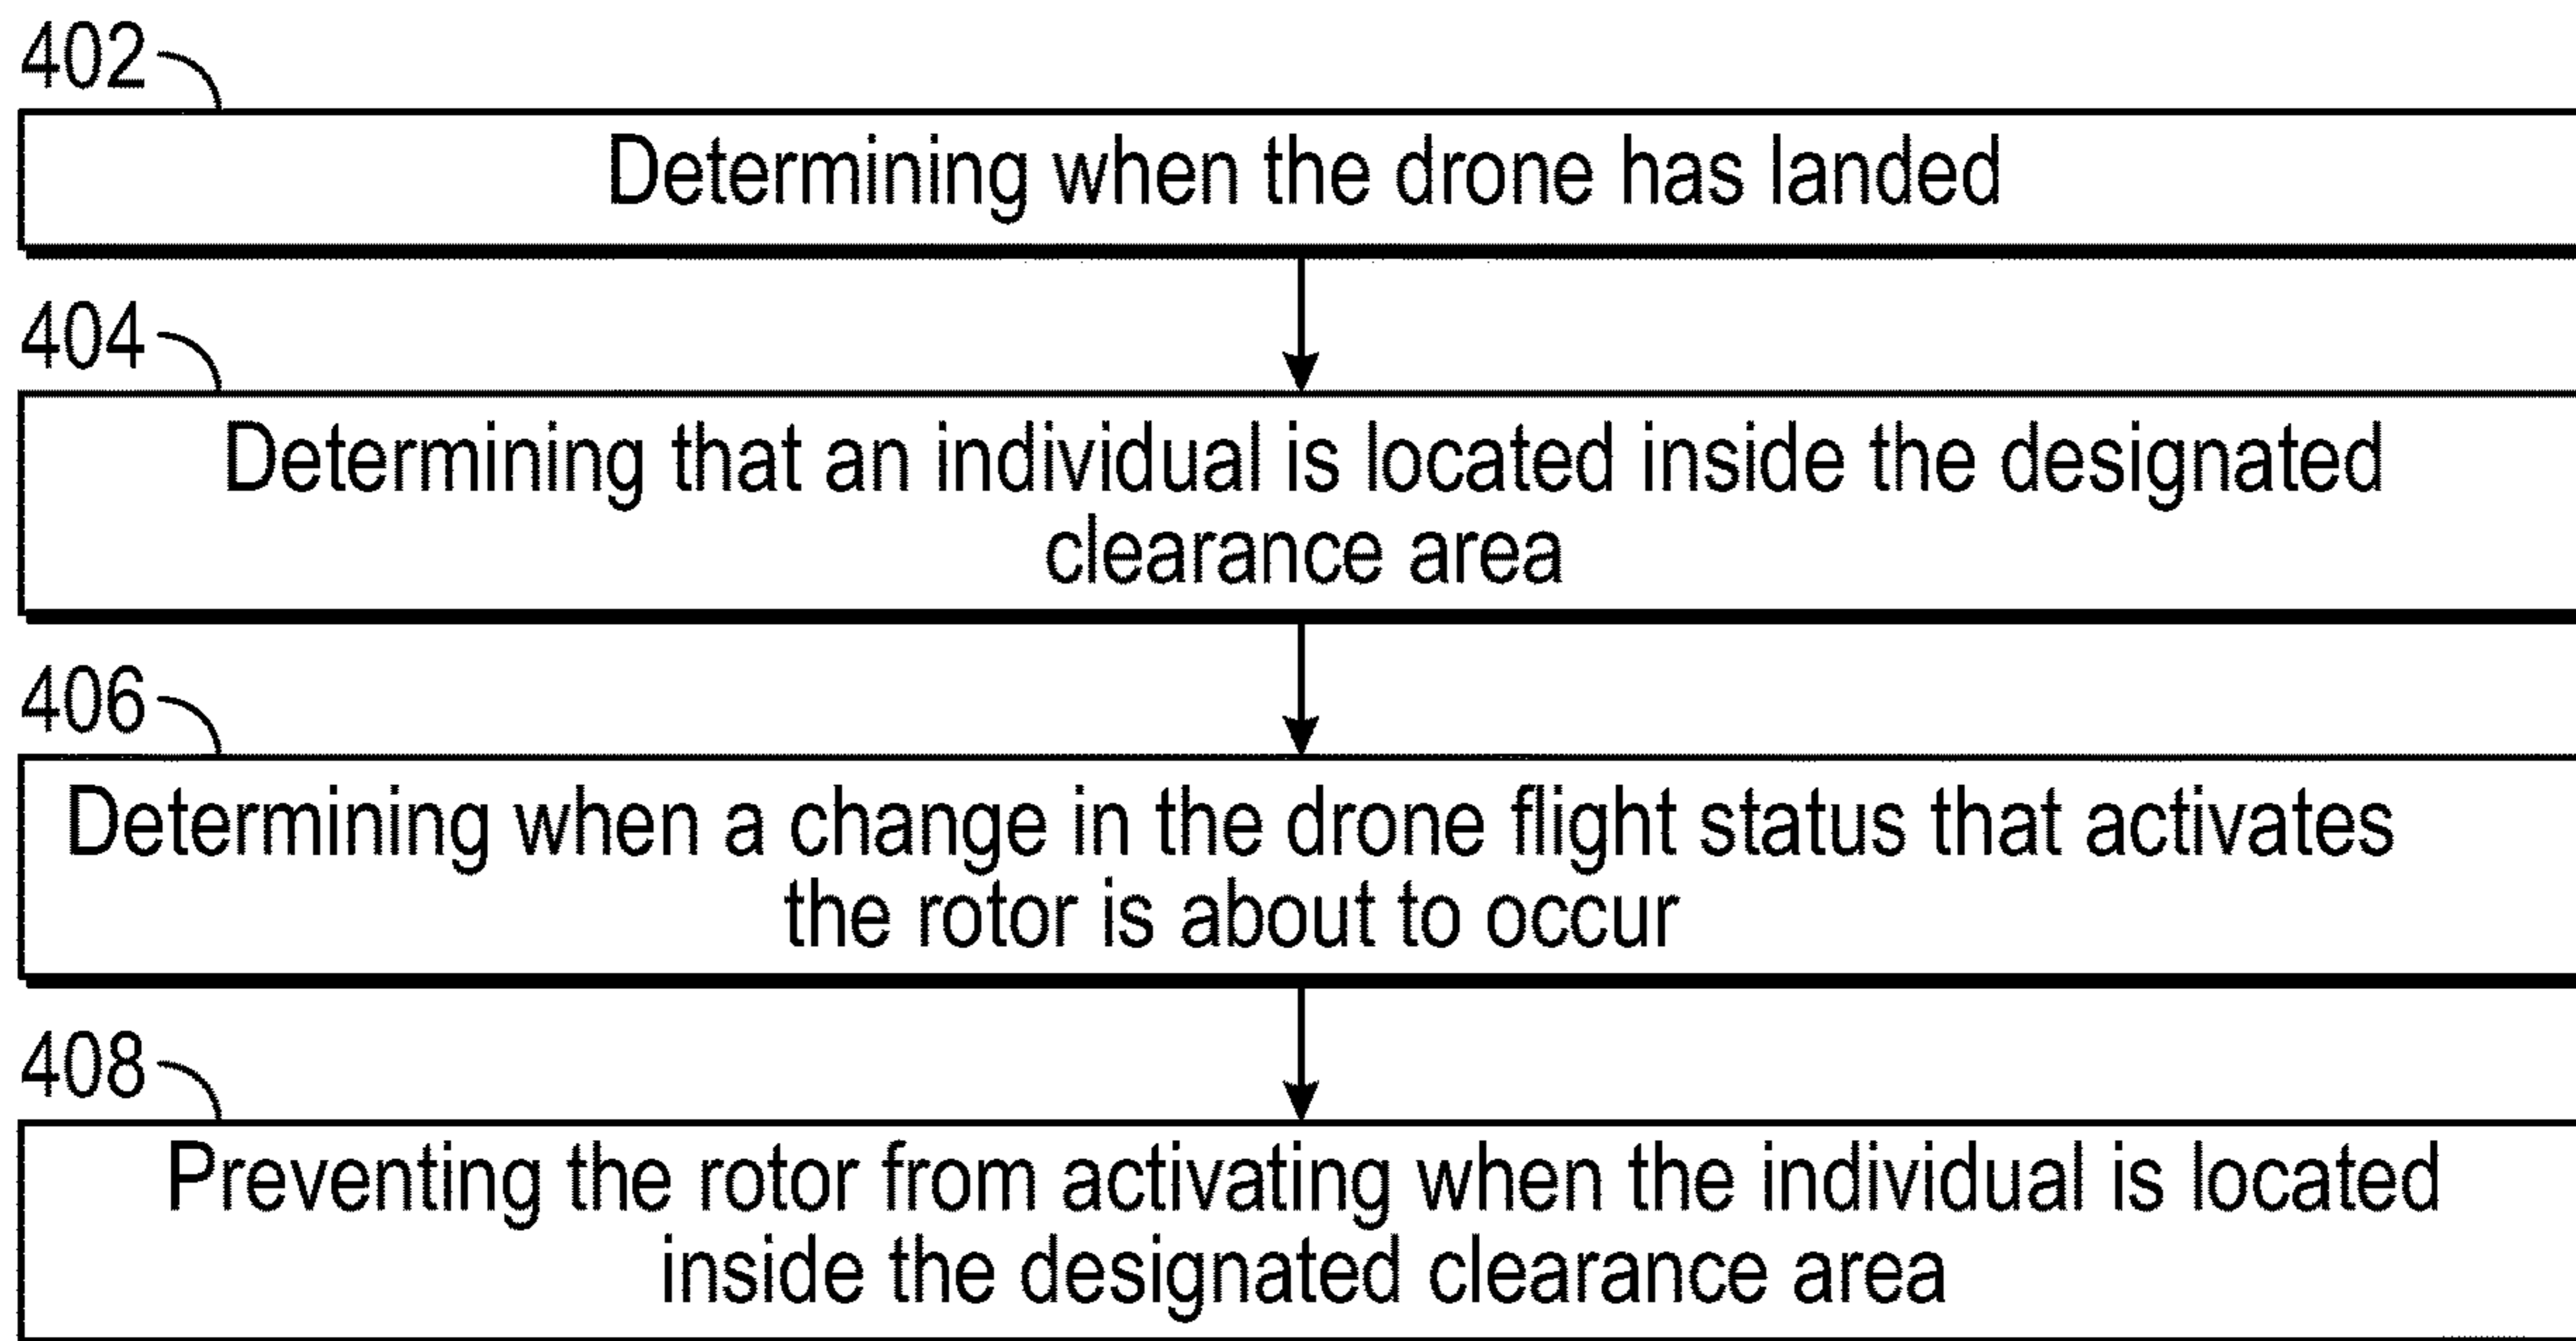 402
Determining when the drone has landed
404
Determining that an individual is located inside the designated
clearance area
406
Determining when a change in the drone flight status that activates
the rotor is about to occur
408
Preventing the rotor from activating when the individual is located
inside the designated clearance area